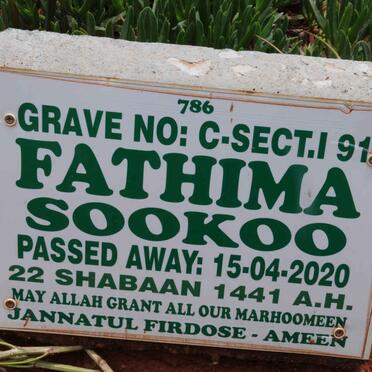 786
GRAVE NO: C-SECT.I 91
FATHIMA
SOOKOO
PASSED AWAY: 15-04-2020
22 SHABAAN 1441 A.H.
MAY ALLAH GRANT ALL OUR MARHOOMEEN
JANNATUL FIRDOSE - AMEEN